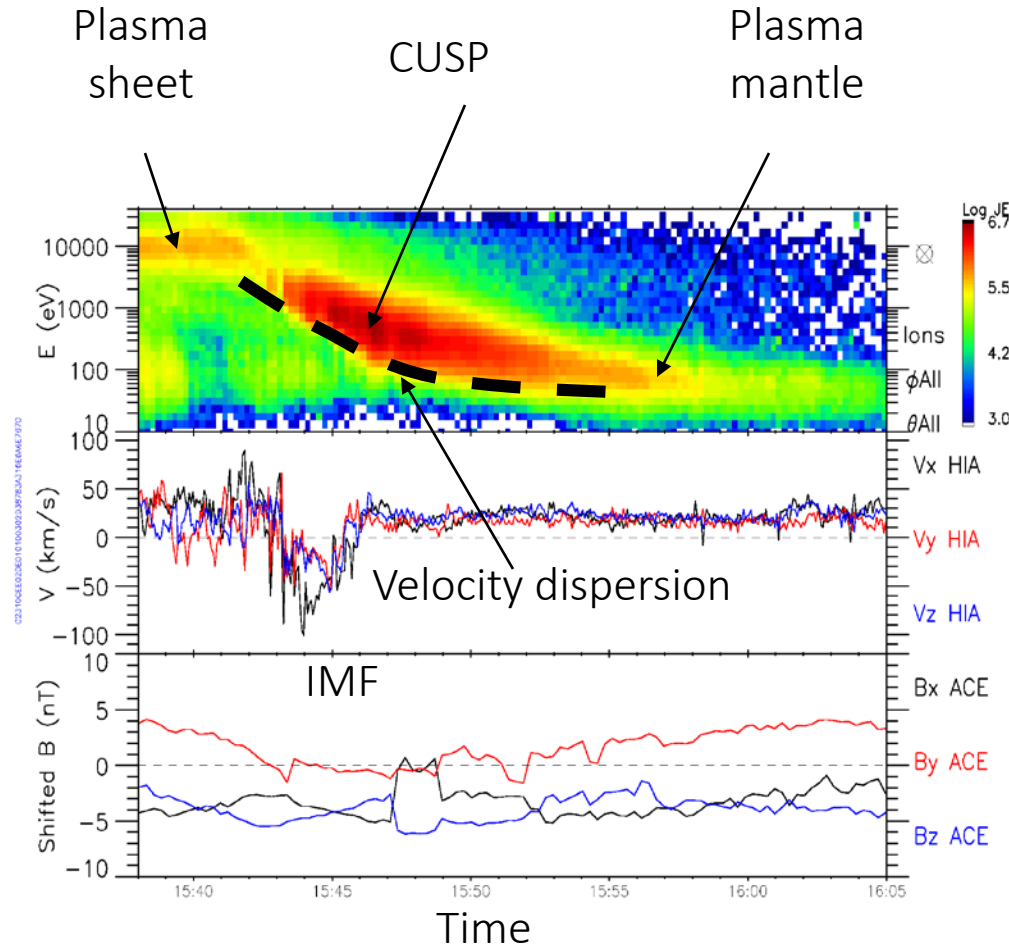 Plasma
sheet
CUSP
Plasma
mantle
E (eV)
10000
1000
100
10
Log JE
6.7
5.5
4.2
3.0
Ions
ϕAll
θAll
V (km/s)
100
50
0
-50
-100
Vx HIA
Vy HIA
Vz HIA
Velocity dispersion
IMF
Shifted B (nT)
10
5
0
-5
-10
Bx ACE
By ACE
Bz ACE
15:40 15:45 15:50 15:55 16:00 16:05
Time